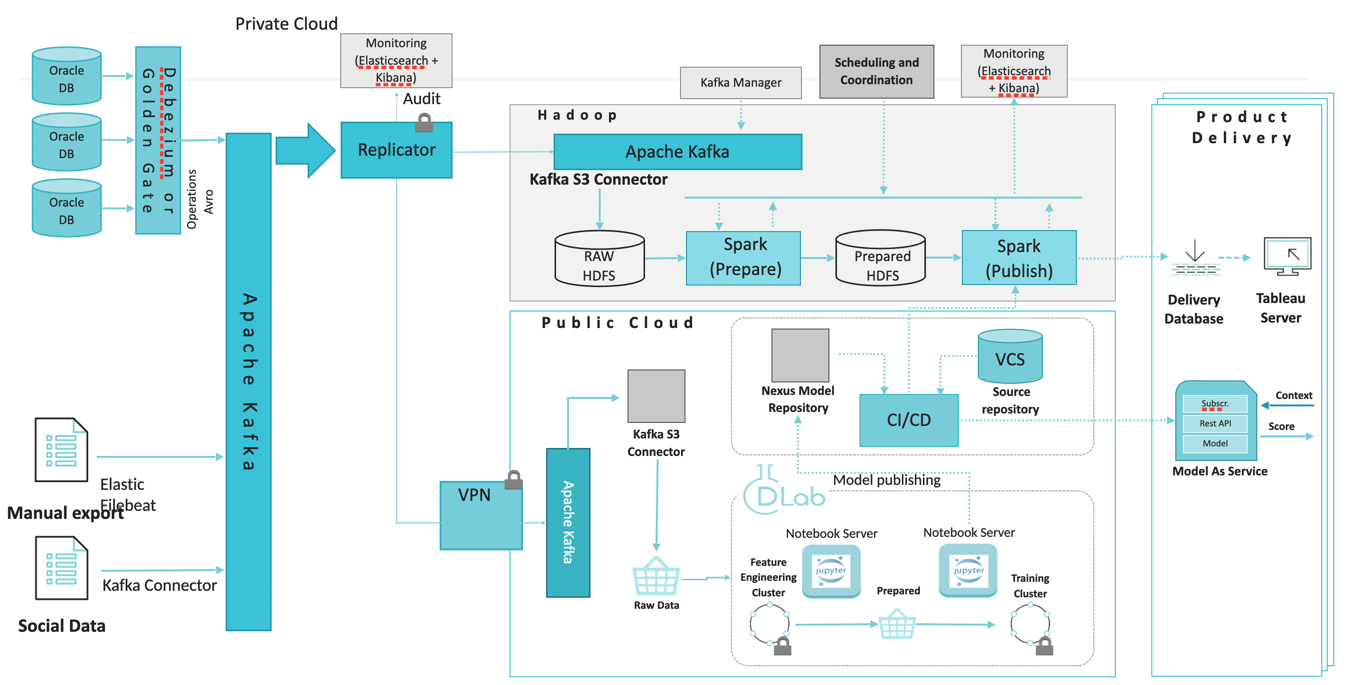 Private Cloud
Oracle
DB
Oracle
DB
Oracle
DB
Debezium or
Golden Gate
Operations
Avro
Apache Kafka
Manual export
Elastic
Filebeat
Social Data
Kafka Connector
Monitoring
(Elasticsearch +
Kibana)
Audit
Replicator
Kafka Manager
Scheduling and
Coordination
Monitoring
(Elasticsearch
+ Kibana)
Hadoop
Apache Kafka
Kafka S3 Connector
RAW
HDFS
Spark
(Prepare)
Prepared
HDFS
Spark
(Publish)
Public Cloud
VPN
Apache Kafka
Kafka S3
Connector
Raw Data
Nexus Model
Repository
VCS
Source
repository
CI/CD
DLab
Model publishing
Notebook Server
jupyter
Notebook Server
jupyter
Feature
Engineering
Cluster
Prepared
Training
Cluster
Product
Delivery
Delivery
Database
Tableau
Server
Subscr.
Rest API
Model
Context
Score
Model As Service